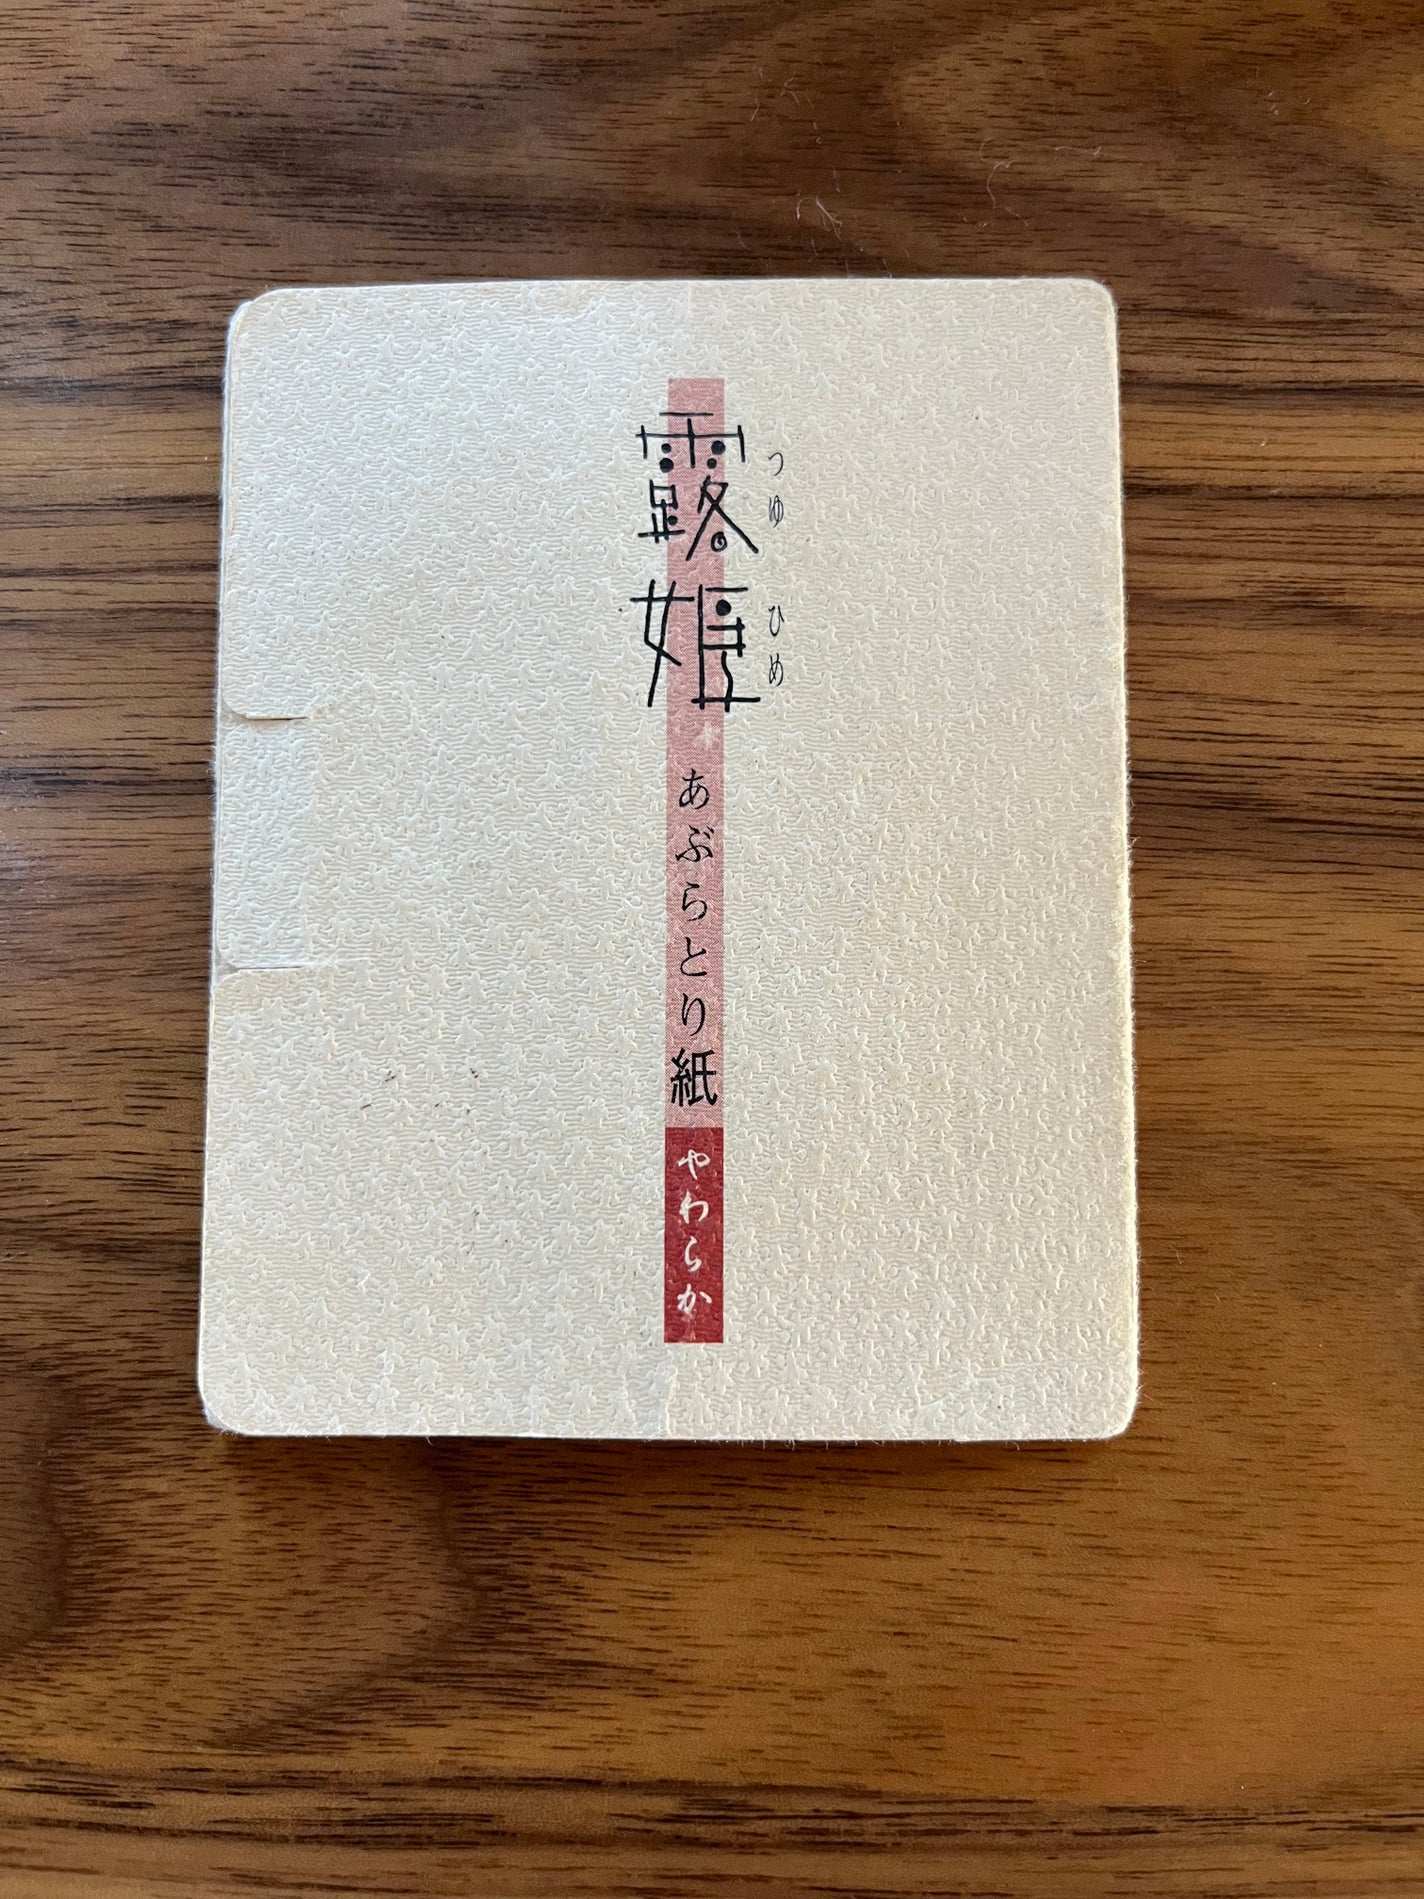 露姫
つゆ ひめ
あぶらとり紙
やわらか